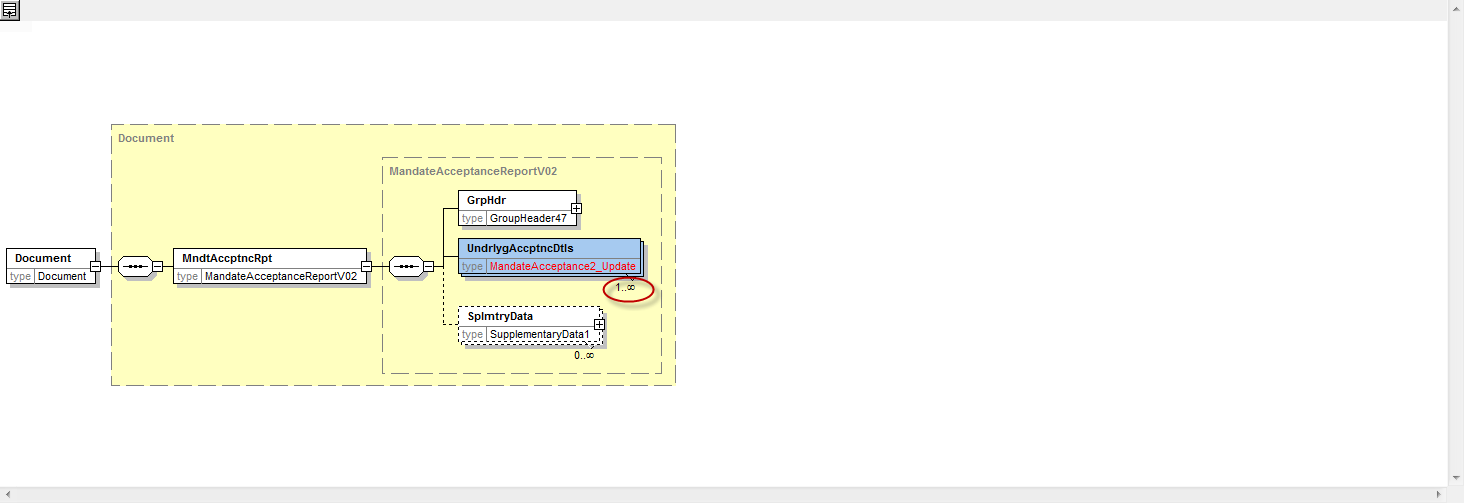 Document
MandateAcceptanceReportV02
GrpHdr
type GroupHeader47
UndrlygAccptncDtls
type MandateAcceptance2_Update
1..∞
Document
type Document
MndtAccptncRpt
type MandateAcceptanceReportV02
SplmtryData
type SupplementaryData1
0..∞